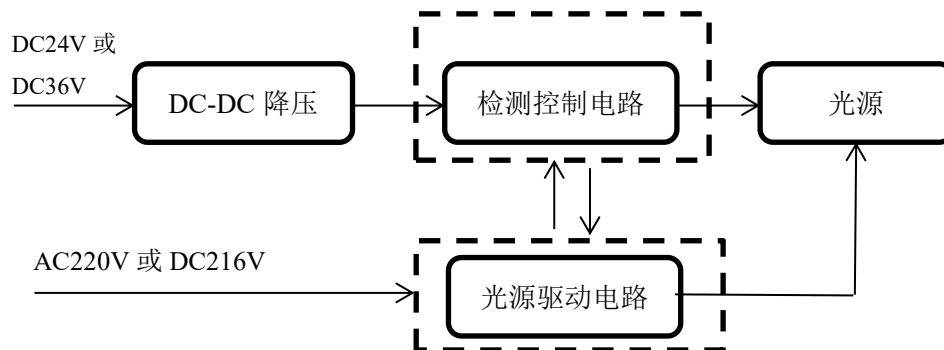 DC24V 或
DC36V
DC-DC 降压
检测控制电路
光源
AC220V 或 DC216V
光源驱动电路